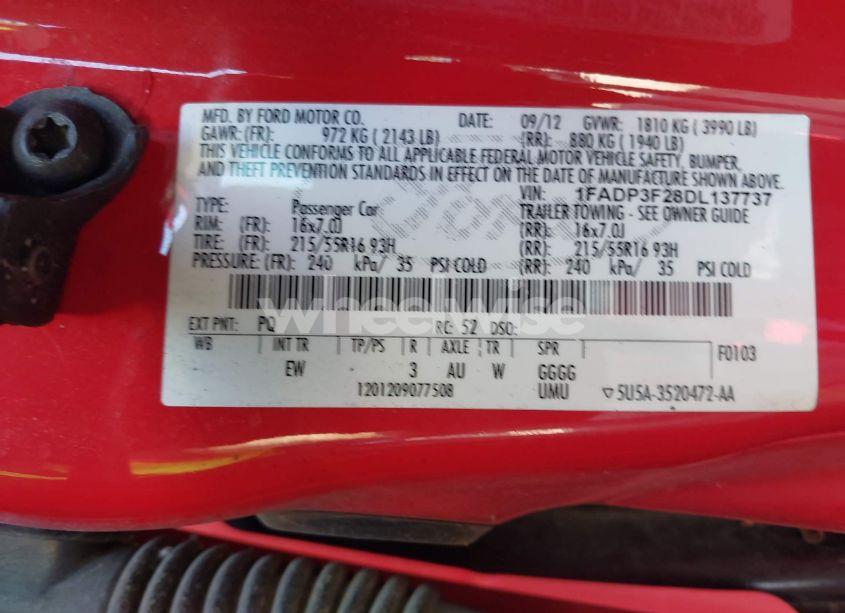 MFD. BY FORD MOTOR CO. DATE: 09/12 GVWR: 1810 KG ( 3990 LB)
GAWR: (FR): 972 KG ( 2143 LB) (RR): 880 KG ( 1940 LB)
THIS VEHICLE CONFORMS TO ALL APPLICABLE FEDERAL MOTOR VEHICLE SAFETY, BUMPER,
AND THEFT PREVENTION STANDARDS IN EFFECT ON THE DATE OF MANUFACTURE SHOWN ABOVE.
VIN: 1FADP3F28DL137737
TYPE: Passenger Car TRAILER TOWING - SEE OWNER GUIDE
RIM: (FR): 16x7.0J (RR): 16x7.0J
TIRE: (FR): 215/55R16 93H (RR): 215/55R16 93H
PRESSURE: (FR): 240 kPa/ 35 PSI COLD (RR): 240 kPa/ 35 PSI COLD
wheelwise
EXT PNT: PQ RC: 52 DSO:
WB INT TR TP/PS R AXLE TR SPR F0103
EW 3 AU W GGGG
1201209077508 UMU ▽5U5A-3520472-AA